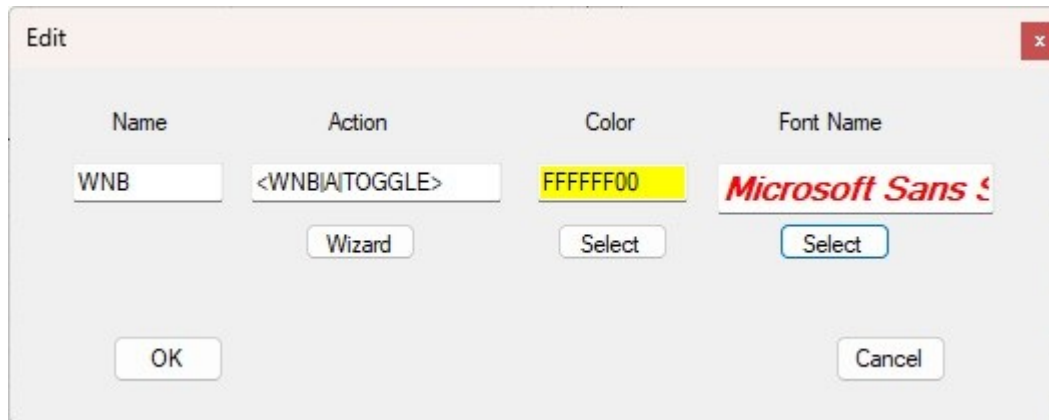 Edit
x
Name Action Color Font Name
WNB <WNB|A|TOGGLE> FFFFFF00 Microsoft Sans S
Wizard Select Select
OK Cancel